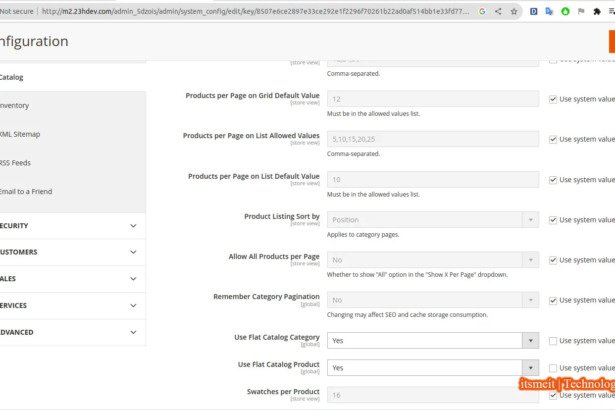 Not secure | http://m2.23hdev.com/admin_5dzois/admin/system_config/edit/key/8507e6ce2897e33ce292e1f2296f70261b22ad0af514bb1e33fd77...
nfiguration
Catalog
[store view]
Comma-separated.
Use system value
Inventory
Products per Page on Grid Default Value
12
Use system value
[store view]
Must be in the allowed values list.
XML Sitemap
Products per Page on List Allowed Values
5,10,15,20,25
Use system value
[store view]
Comma-separated.
RSS Feeds
Products per Page on List Default Value
10
Use system value
[store view]
Must be in the allowed values list.
Email to a Friend
Product Listing Sort by
Position
Use system value
[store view]
Applies to category pages.
ECURITY
USTOMERS
Allow All Products per Page
No
Use system value
[store view]
Whether to show "All" option in the "Show X Per Page" dropdown.
ALES
Remember Category Pagination
No
Use system value
[global]
Changing may affect SEO and cache storage consumption.
ERVICES
DVANCED
Use Flat Catalog Category
Yes
Use system value
[global]
Use Flat Catalog Product
Yes
Use system value
[global]
itsmeit | Technolog
Swatches per Product
16
Use system value
[store view]